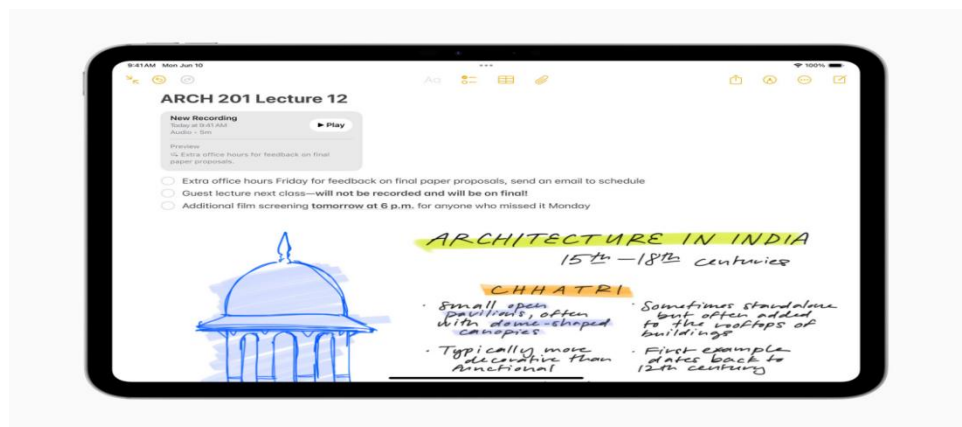 9:41 AM Mon Jun 10
100%
Aa
ARCH 201 Lecture 12
New Recording
Today at 9:41 AM
Audio • 5m
Play
Preview
Extra office hours for feedback on final
paper proposals.
Extra office hours Friday for feedback on final paper proposals, send an email to schedule
Guest lecture next class—will not be recorded and will be on final!
Additional film screening tomorrow at 6 p.m. for anyone who missed it Monday
ARCHITECTURE IN INDIA
15th – 18th centuries
CHHATRI
· Small open
pavilions, often
with dome-shaped
canopies
· Typically more
decorative than
functional
· Sometimes standalone
but often added
to the rooftops of
buildings
· First example
dates back to
12th century